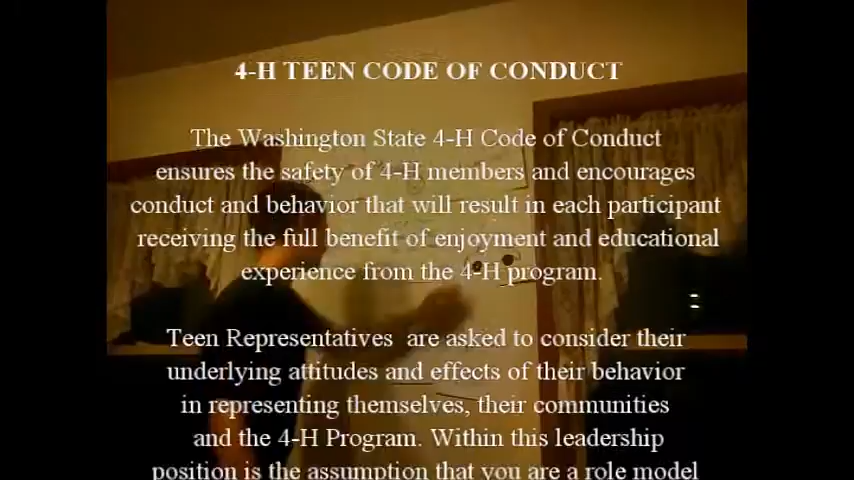 4-H TEEN CODE OF CONDUCT
The Washington State 4-H Code of Conduct
ensures the safety of 4-H members and encourages
conduct and behavior that will result in each participant
receiving the full benefit of enjoyment and educational
experience from the 4-H program.
Teen Representatives are asked to consider their
underlying attitudes and effects of their behavior
in representing themselves, their communities
and the 4-H Program. Within this leadership
position is the assumption that you are a role model